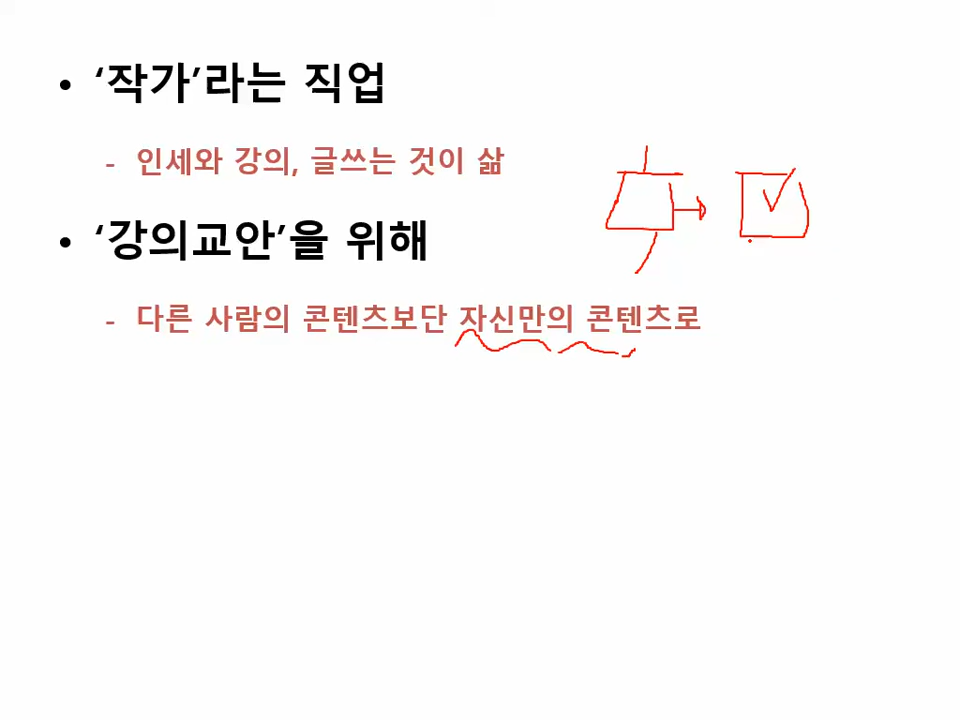 • ‘작가’라는 직업
- 인세와 강의, 글쓰는 것이 삶
• ‘강의교안’을 위해
- 다른 사람의 콘텐츠보단 자신만의 콘텐츠로